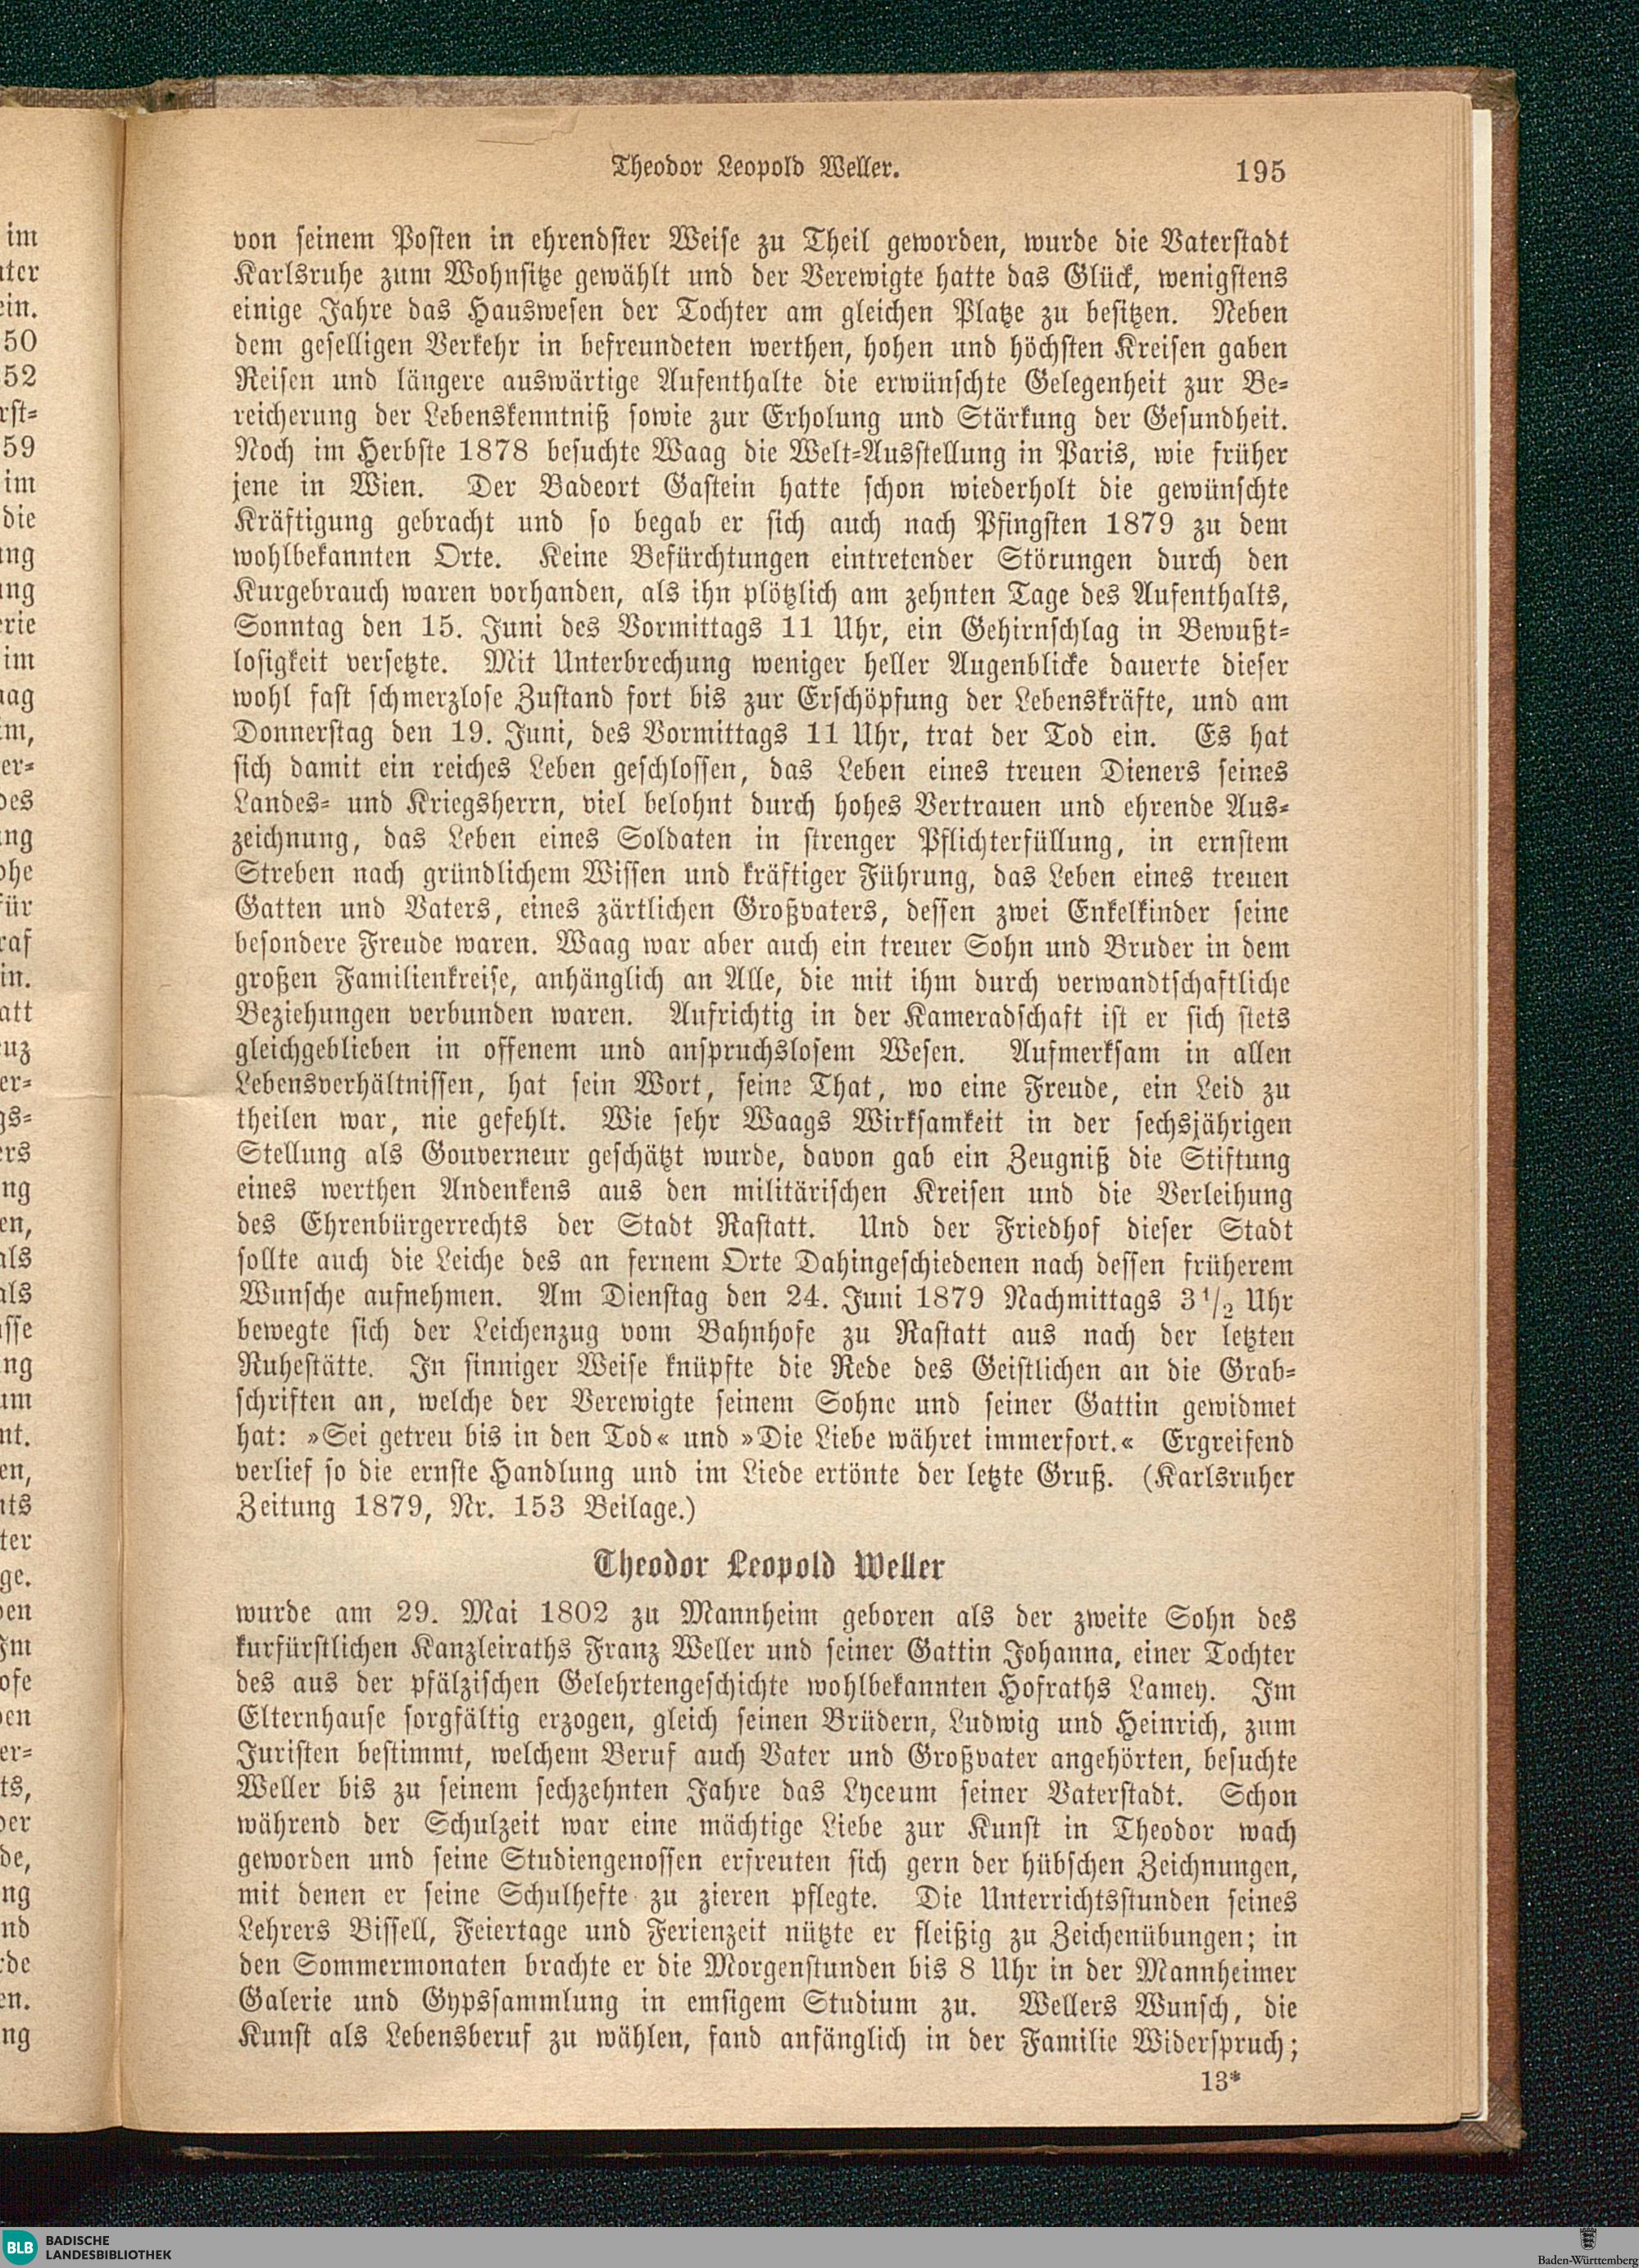 Theodor Leopold Weller. 195
von seinem Posten in ehrendster Weise zu Theil geworden, wurde die Vaterstadt
Karlsruhe zum Wohnsitze gewählt und der Verewigte hatte das Glück, wenigstens
einige Jahre das Hauswesen der Tochter am gleichen Platze zu besitzen. Neben
dem geselligen Verkehr in befreundeten werthen, hohen und höchsten Kreisen gaben
Reisen und längere auswärtige Aufenthalte die erwünschte Gelegenheit zur Be-
reicherung der Lebenskenntniß sowie zur Erholung und Stärkung der Gesundheit.
Noch im Herbste 1878 besuchte Waag die Welt-Ausstellung in Paris, wie früher
jene in Wien. Der Badeort Gastein hatte schon wiederholt die gewünschte
Kräftigung gebracht und so begab er sich auch nach Pfingsten 1879 zu dem
wohlbekannten Orte. Keine Befürchtungen eintretender Störungen durch den
Kurgebrauch waren vorhanden, als ihn plötzlich am zehnten Tage des Aufenthalts,
Sonntag den 15. Juni des Vormittags 11 Uhr, ein Gehirnschlag in Bewußt-
losigkeit versetzte. Mit Unterbrechung weniger heller Augenblicke dauerte dieser
wohl fast schmerzlose Zustand fort bis zur Erschöpfung der Lebenskräfte, und am
Donnerstag den 19. Juni, des Vormittags 11 Uhr, trat der Tod ein. Es hat
sich damit ein reiches Leben geschlossen, das Leben eines treuen Dieners seines
Landes- und Kriegsherrn, viel belohnt durch hohes Vertrauen und ehrende Aus-
zeichnung, das Leben eines Soldaten in strenger Pflichterfüllung, in ernstem
Streben nach gründlichem Wissen und kräftiger Führung, das Leben eines treuen
Gatten und Vaters, eines zärtlichen Großvaters, dessen zwei Enkelkinder seine
besondere Freude waren. Waag war aber auch ein treuer Sohn und Bruder in dem
großen Familienkreise, anhänglich an Alle, die mit ihm durch verwandtschaftliche
Beziehungen verbunden waren. Aufrichtig in der Kameradschaft ist er sich stets
gleichgeblieben in offenem und anspruchslosem Wesen. Aufmerksam in allen
Lebensverhältnissen, hat sein Wort, seine That, wo eine Freude, ein Leid zu
theilen war, nie gefehlt. Wie sehr Waags Wirksamkeit in der sechsjährigen
Stellung als Gouverneur geschätzt wurde, davon gab ein Zeugniß die Stiftung
eines werthen Andenkens aus den militärischen Kreisen und die Verleihung
des Ehrenbürgerrechts der Stadt Rastatt. Und der Friedhof dieser Stadt
sollte auch die Leiche des an fernem Orte Dahingeschiedenen nach dessen früherem
Wunsche aufnehmen. Am Dienstag den 24. Juni 1879 Nachmittags 3 1/2 Uhr
bewegte sich der Leichenzug vom Bahnhofe zu Rastatt aus nach der letzten
Ruhestätte. In sinniger Weise knüpfte die Rede des Geistlichen an die Grab-
schriften an, welche der Verewigte seinem Sohne und seiner Gattin gewidmet
hat: »Sei getreu bis in den Tod« und »Die Liebe währet immerfort.« Ergreifend
verlief so die ernste Handlung und im Liede ertönte der letzte Gruß. (Karlsruher
Zeitung 1879, Nr. 153 Beilage.)
Theodor Leopold Weller
wurde am 29. Mai 1802 zu Mannheim geboren als der zweite Sohn des
kurfürstlichen Kanzleiraths Franz Weller und seiner Gattin Johanna, einer Tochter
des aus der pfälzischen Gelehrtengeschichte wohlbekannten Hofraths Lamey. Im
Elternhause sorgfältig erzogen, gleich seinen Brüdern, Ludwig und Heinrich, zum
Juristen bestimmt, welchem Beruf auch Vater und Großvater angehörten, besuchte
Weller bis zu seinem sechzehnten Jahre das Lyceum seiner Vaterstadt. Schon
während der Schulzeit war eine mächtige Liebe zur Kunst in Theodor wach
geworden und seine Studiengenossen erfreuten sich gern der hübschen Zeichnungen,
mit denen er seine Schulhefte zu zieren pflegte. Die Unterrichtsstunden seines
Lehrers Bissell, Feiertage und Ferienzeit nützte er fleißig zu Zeichenübungen; in
den Sommermonaten brachte er die Morgenstunden bis 8 Uhr in der Mannheimer
Galerie und Gypssammlung in emsigem Studium zu. Wellers Wunsch, die
Kunst als Lebensberuf zu wählen, fand anfänglich in der Familie Widerspruch;
13*
BLB BADISCHE
LANDESBIBLIOTHEK
Baden-Württemberg